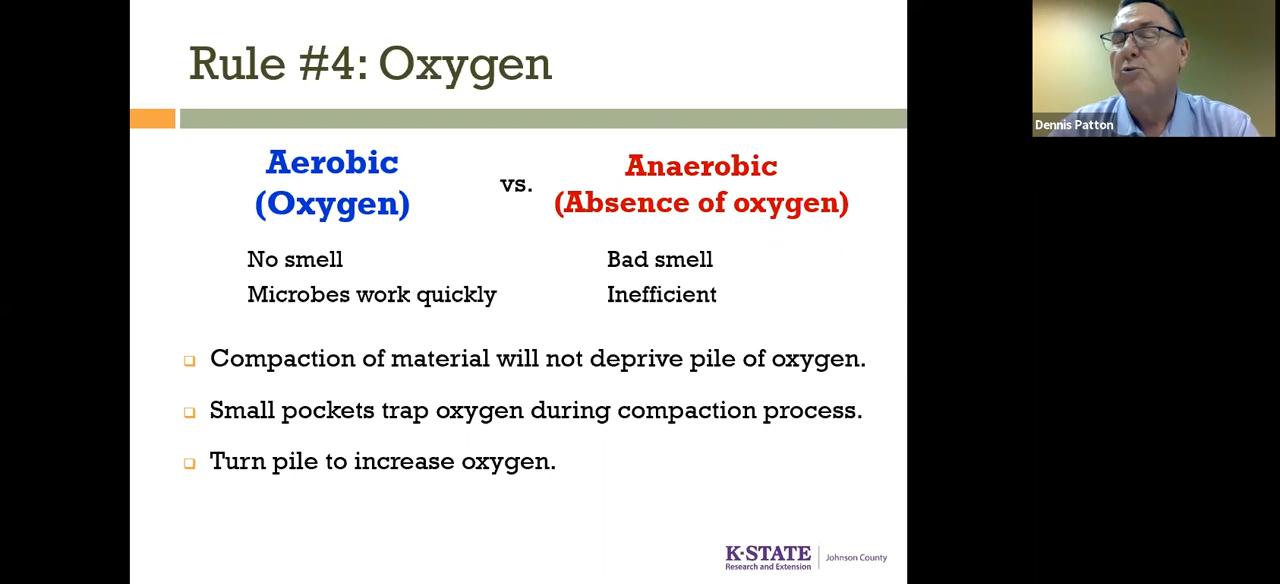 Rule #4: Oxygen
Dennis Patton
Aerobic
(Oxygen)
vs.
Anaerobic
(Absence of oxygen)
No smell
Microbes work quickly
Bad smell
Inefficient
Compaction of material will not deprive pile of oxygen.
Small pockets trap oxygen during compaction process.
Turn pile to increase oxygen.
K-STATE
Research and Extension
Johnson County